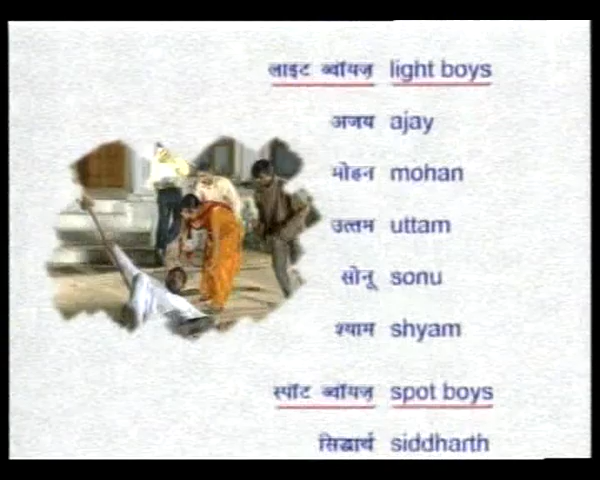 लाइट ब्वॉयज़ light boys
अजय ajay
मोहन mohan
उत्तम uttam
सोनू sonu
श्याम shyam
स्पॉट ब्वॉयज़ spot boys
सिद्धार्थ siddharth